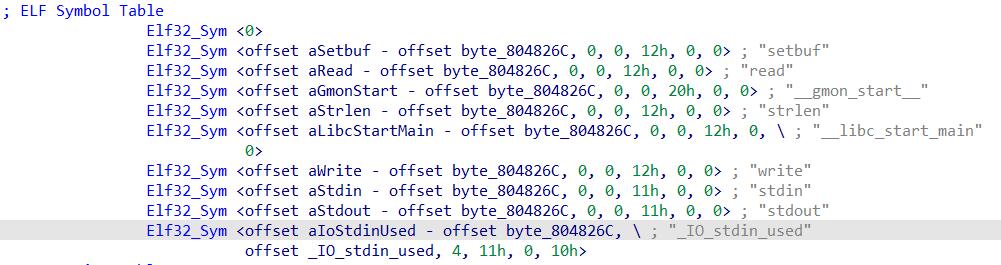 ; ELF Symbol Table
Elf32_Sym <0>
Elf32_Sym <offset aSetbuf - offset byte_804826C, 0, 0, 12h, 0, 0> ; "setbuf"
Elf32_Sym <offset aRead - offset byte_804826C, 0, 0, 12h, 0, 0> ; "read"
Elf32_Sym <offset aGmonStart - offset byte_804826C, 0, 0, 20h, 0, 0> ; "__gmon_start__"
Elf32_Sym <offset aStrlen - offset byte_804826C, 0, 0, 12h, 0, 0> ; "strlen"
Elf32_Sym <offset aLibcStartMain - offset byte_804826C, 0, 0, 12h, 0, \ ; "__libc_start_main"
0>
Elf32_Sym <offset aWrite - offset byte_804826C, 0, 0, 12h, 0, 0> ; "write"
Elf32_Sym <offset aStdin - offset byte_804826C, 0, 0, 11h, 0, 0> ; "stdin"
Elf32_Sym <offset aStdout - offset byte_804826C, 0, 0, 11h, 0, 0> ; "stdout"
Elf32_Sym <offset aIoStdinUsed - offset byte_804826C, \ ; "_IO_stdin_used"
offset _IO_stdin_used, 4, 11h, 0, 10h>